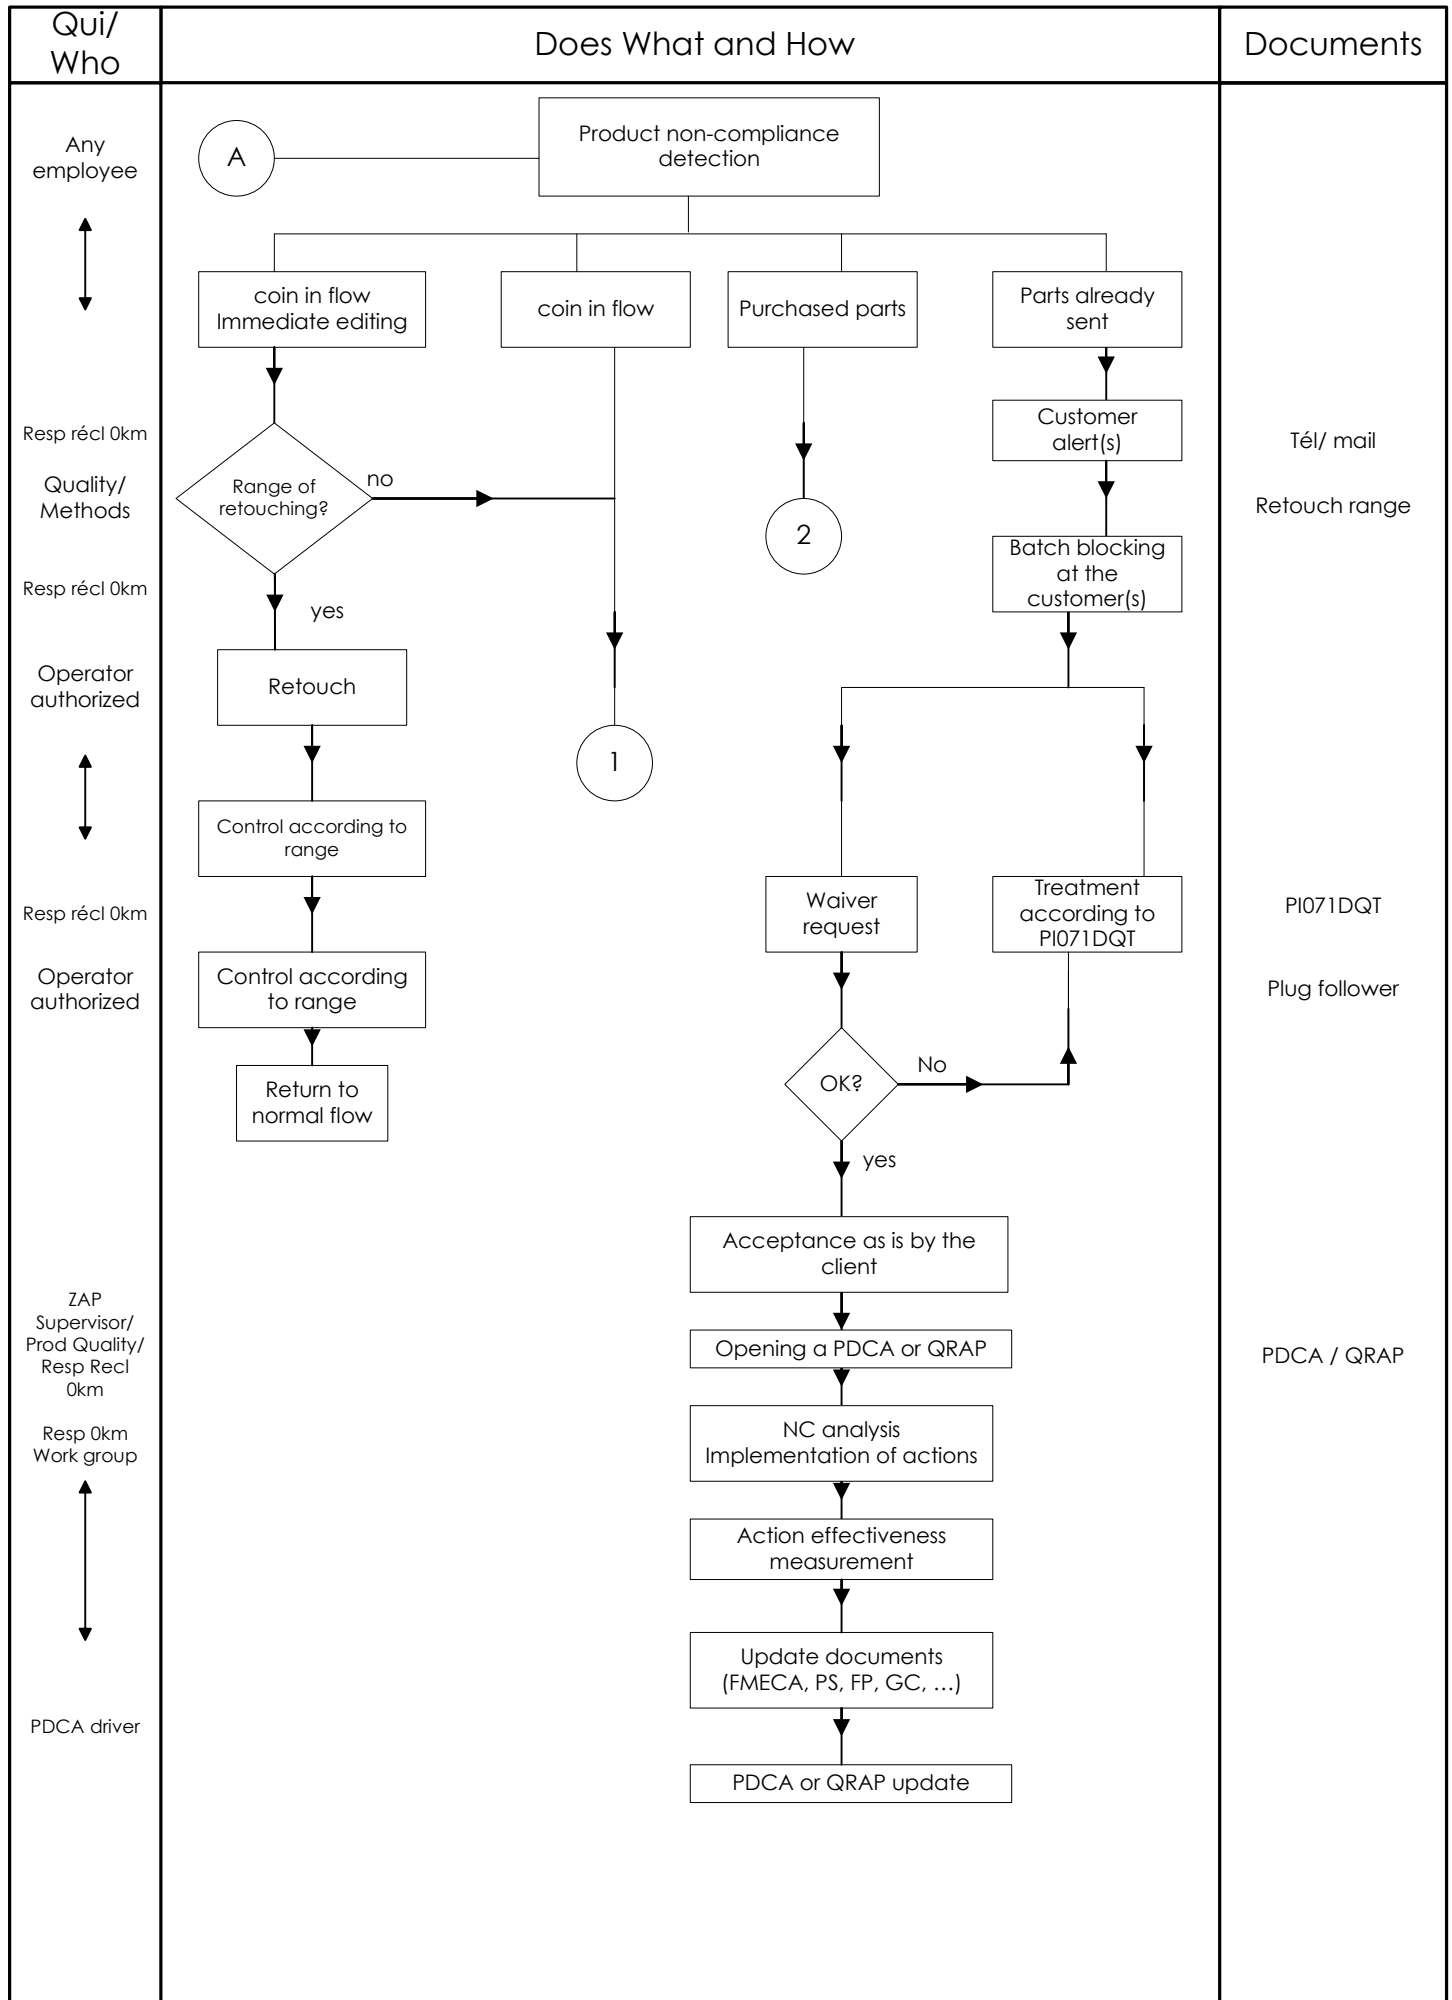 Qui/
Who
Does What and How
Documents
Any
employee
A
Product non-compliance
detection
coin in flow
Immediate editing
coin in flow
Purchased parts
Parts already
sent
Resp récl 0km
Customer
alert(s)
Tél/ mail
Quality/
Methods
Range of
retouching?
no
2
Retouch range
Batch blocking
at the
customer(s)
Resp récl 0km
yes
Operator
authorized
Retouch
1
Control according to
range
Resp récl 0km
Waiver
request
Treatment
according to
PI071DQT
PI071DQT
Operator
authorized
Control according
to range
Plug follower
OK?
No
Return to
normal flow
yes
Acceptance as is by the
client
ZAP
Supervisor/
Prod Quality/
Resp Recl
0km
Opening a PDCA or QRAP
PDCA / QRAP
Resp 0km
Work group
NC analysis
Implementation of actions
Action effectiveness
measurement
Update documents
(FMECA, PS, FP, GC, …)
PDCA driver
PDCA or QRAP update